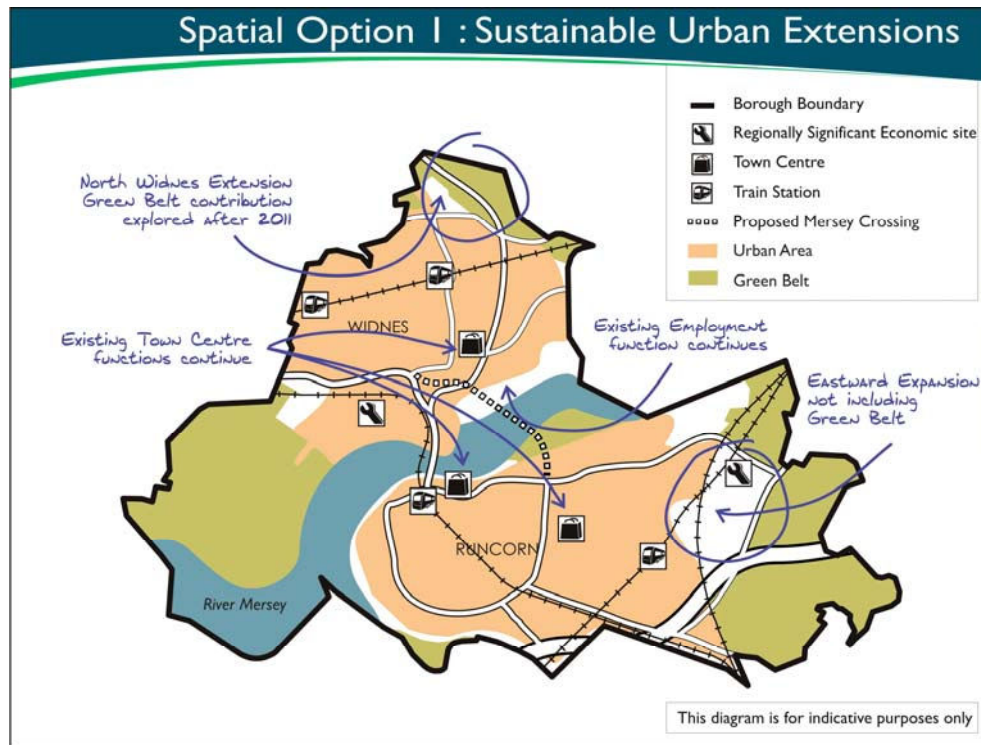 Spatial Option 1 : Sustainable Urban Extensions
Borough Boundary
Regionally Significant Economic site
Town Centre
Train Station
Proposed Mersey Crossing
Urban Area
Green Belt
North Widnes Extension
Green Belt contribution
explored after 2011
WIDNES
Existing Town Centre
functions continue
Existing Employment
function continues
Eastward Expansion
not including
Green Belt
RUNCORN
River Mersey
This diagram is for indicative purposes only